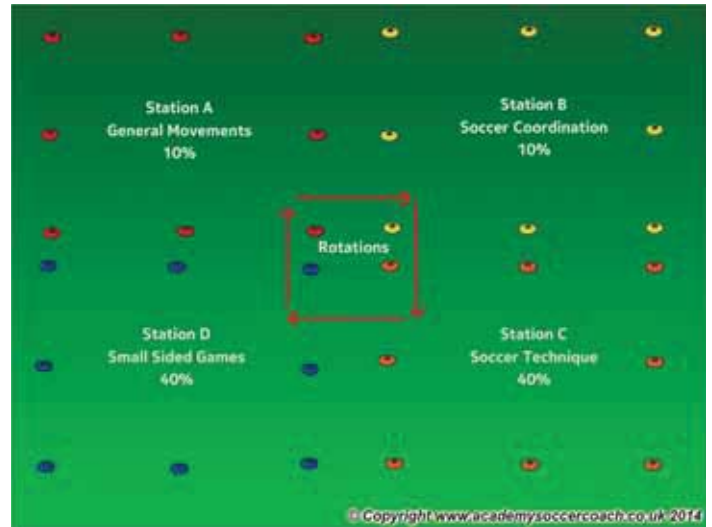 Station A
General Movements
10%
Station B
Soccer Coordination
10%
Rotations
Station D
Small Sided Games
40%
Station C
Soccer Technique
40%
© Copyright www.academysoccercoach.co.uk 2014